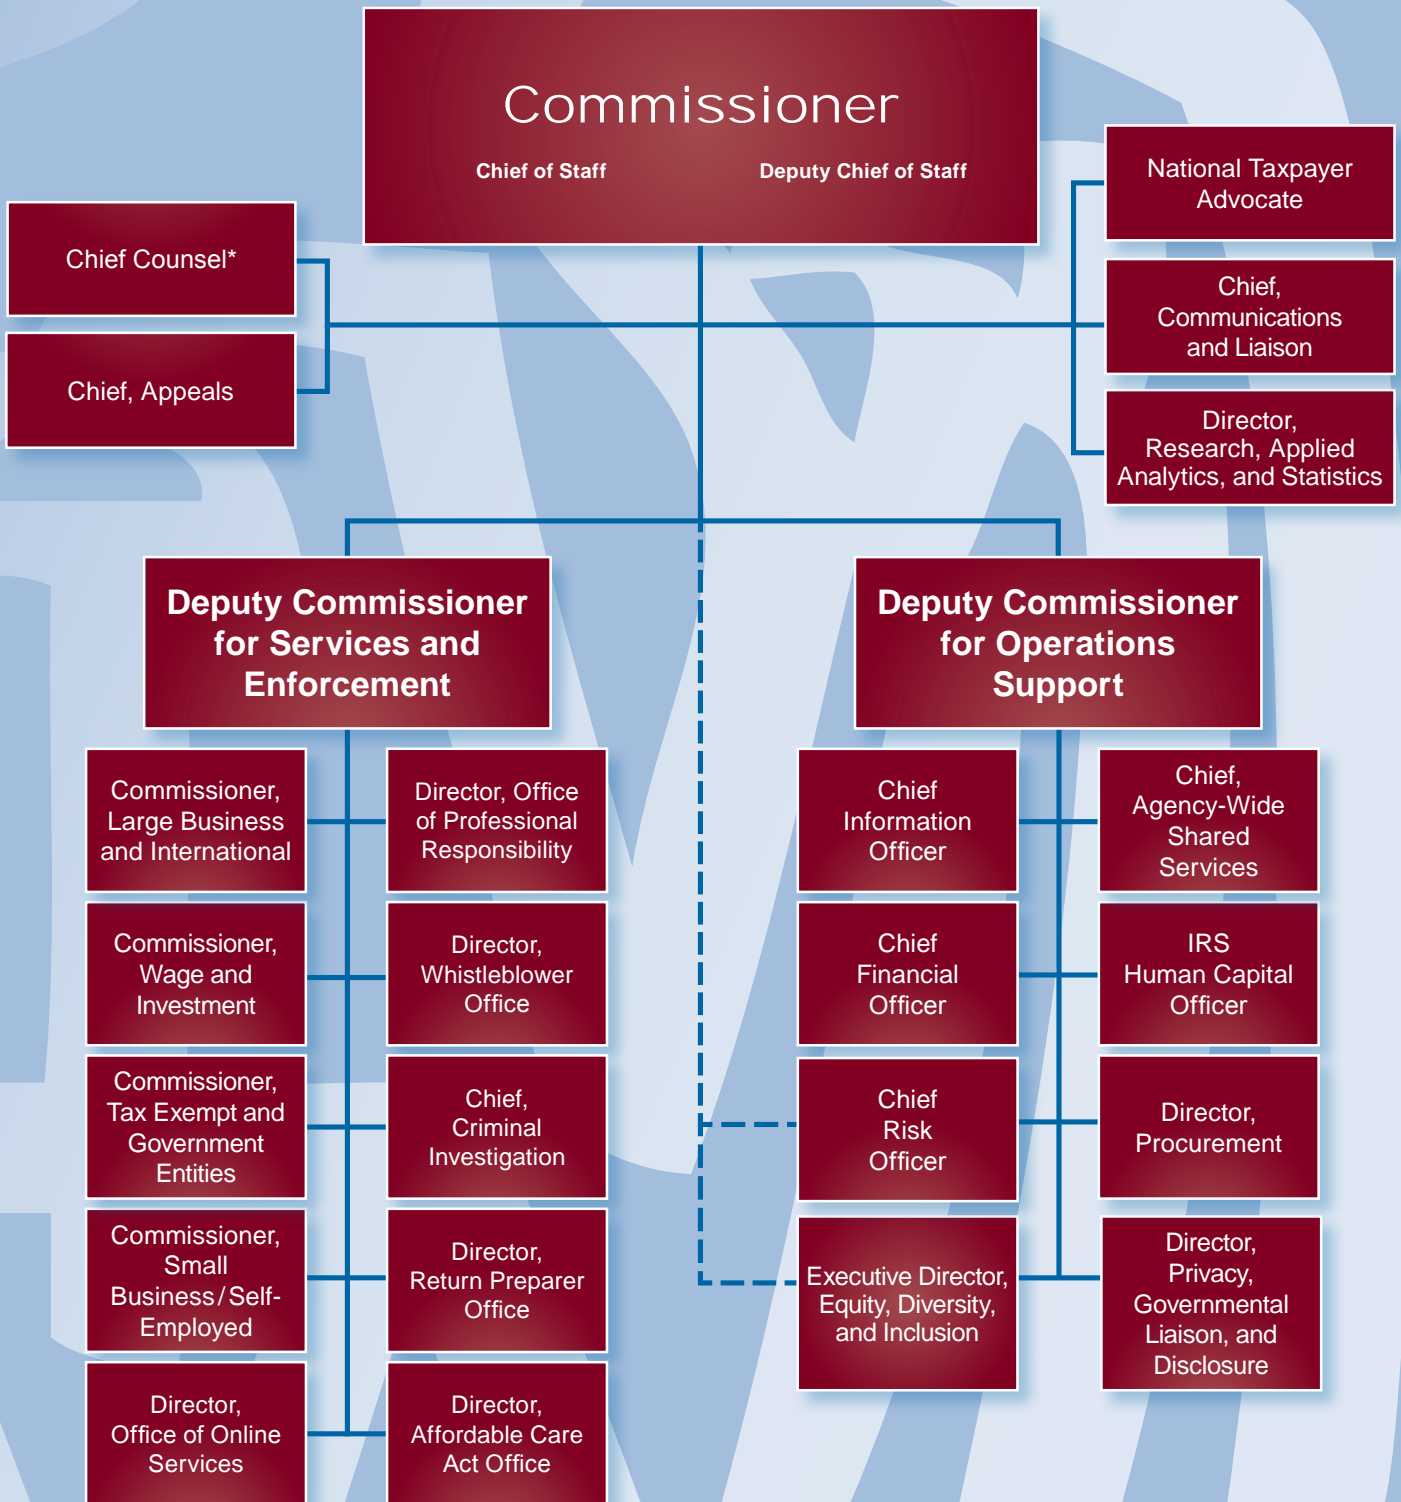 Commissioner
Chief of Staff
Deputy Chief of Staff
National Taxpayer
Advocate
Chief Counsel*
Chief,
Communications
and Liaison
Chief, Appeals
Director,
Research, Applied
Analytics, and Statistics
Deputy Commissioner
for Services and
Enforcement
Deputy Commissioner
for Operations
Support
Commissioner,
Large Business
and International
Director, Office
of Professional
Responsibility
Chief
Information
Officer
Chief,
Agency-Wide
Shared
Services
Commissioner,
Wage and
Investment
Director,
Whistleblower
Office
Chief
Financial
Officer
IRS
Human Capital
Officer
Commissioner,
Tax Exempt and
Government
Entities
Chief,
Criminal
Investigation
Chief
Risk
Officer
Director,
Procurement
Commissioner,
Small
Business/Self-
Employed
Director,
Return Preparer
Office
Executive Director,
Equity, Diversity,
and Inclusion
Director,
Privacy,
Governmental
Liaison, and
Disclosure
Director,
Office of Online
Services
Director,
Affordable Care
Act Office